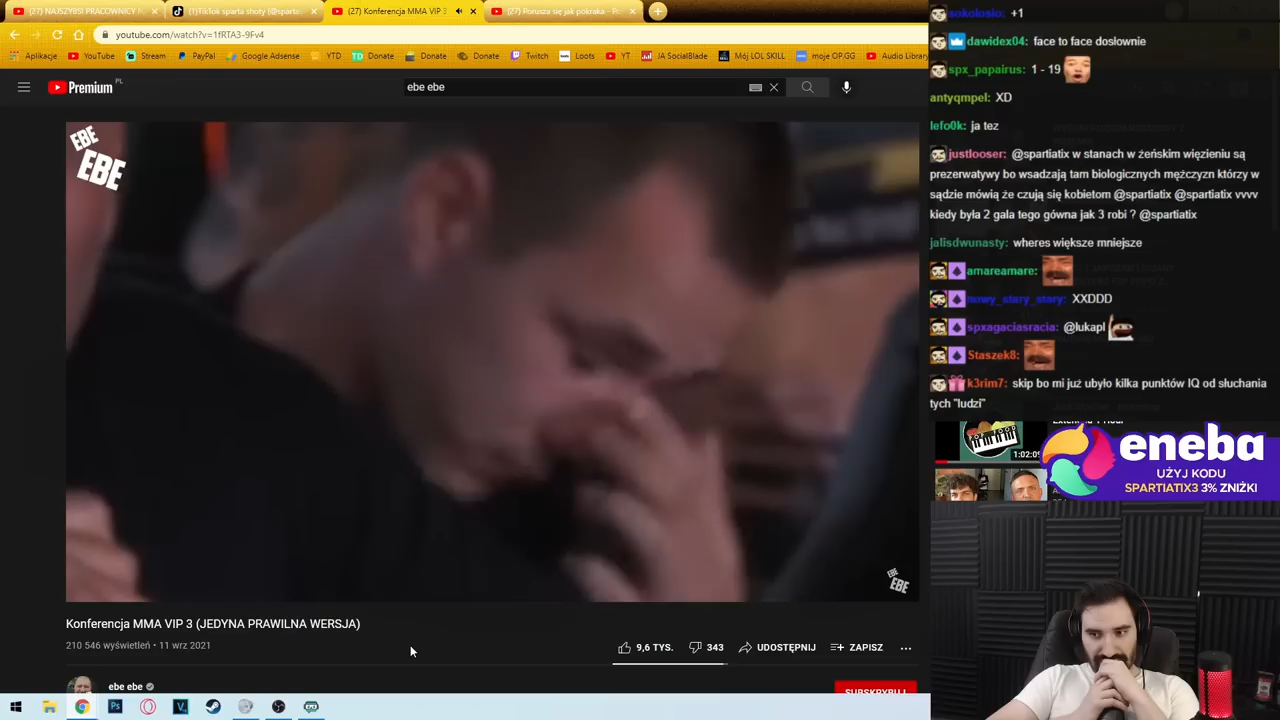 (27) NAJSZYBSI PRACOWNICY
(1)TikTok sparta shoty (@sparta
(27) Konferencja MMA VIP 3
(27) Porusza się jak pokraka - P
youtube.com/watch?v=1fRTA3-9Fv4
Aplikacje
YouTube
Stream
PayPal
Google Adsense
YTD
Donate
Donate
Twitch
Loots
YT
JA SocialBlade
Mój LOL SKILL
moje OP.GG
Audio Library
Premium PL
ebe ebe
EBE
EBE
EBE
EBE
Konferencja MMA VIP 3 (JEDYNA PRAWILNA WERSJA)
210 546 wyświetleń • 11 wrz 2021
9,6 TYS.
343
UDOSTĘPNIJ
ZAPISZ
ebe ebe
SUBSKRYBUJ
sokolosio: +1
dawidex04: face to face dosłownie
spx_papairus: 1 - 19
antyqmpel: XD
lefo0k: ja tez
justlooser: @spartiatix w stanach w żeńskim więzieniu są
prezerwatywy bo wsadzają tam biologicznych mężczyzn którzy w
sądzie mówią że czują się kobietom @spartiatix @spartiatix vvvv
kiedy była 2 gala tego gówna jak 3 robi ? @spartiatix
jalisdwunasty: wheres większe mniejsze
amareamare:
nowy_stary_stary: XXDDD
spxagaciasracia: @lukapl
Staszek8:
k3rim7: skip bo mi już ubyło kilka punktów IQ od słuchania
tych "ludzi"
1:02:09
eneba
UŻYJ KODU
SPARTIATIX3 3% ZNIŻKI